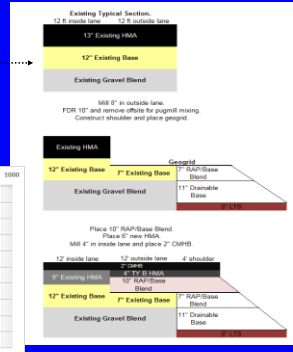 Existing Typical Section.
12 ft inside lane 12 ft outside lane
13" Existing HMA
12" Existing Base
Existing Gravel Blend
Mill 8" in outside lane.
FDR 10" and remove offsite for pugmill mixing.
Construct shoulder and place geogrid.
Existing HMA
Geogrid
12" Existing Base 7" Existing Base 7" RAP/Base
Blend
Existing Gravel Blend 11" Drainable
Base
8" LTS
1000
Place 10" RAP/Base Blend.
Place 6" new HMA.
Mill 4" in inside lane and place 2" CMHB.
12' inside lane 12' outside lane 4' shoulder
2" CMHB
9" Existing HMA 4" TY B HMA
10" RAP/Base
Blend
12" Existing Base 7" Existing Base 7" RAP/Base
Blend
Existing Gravel Blend 11" Drainable
Base
8" LTS